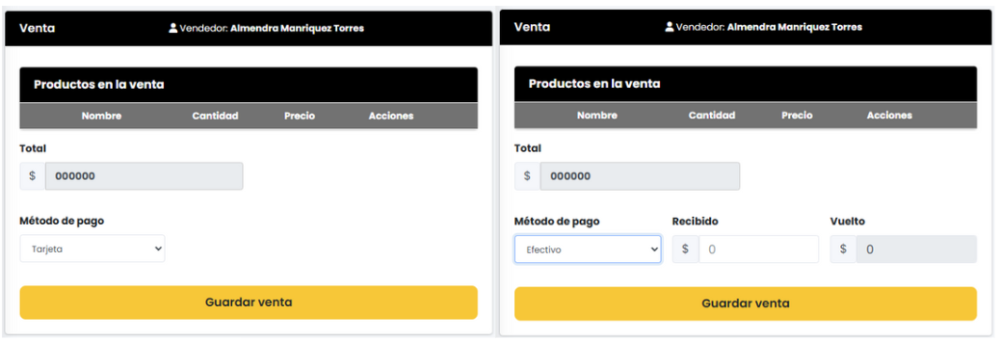 Venta
Vendedor: Almendra Manriquez Torres
Productos en la venta
Nombre Cantidad Precio Acciones
Total
$ 000000
Método de pago
Tarjeta
Guardar venta
Venta
Vendedor: Almendra Manriquez Torres
Productos en la venta
Nombre Cantidad Precio Acciones
Total
$ 000000
Método de pago Recibido Vuelto
Efectivo $ 0 $ 0
Guardar venta